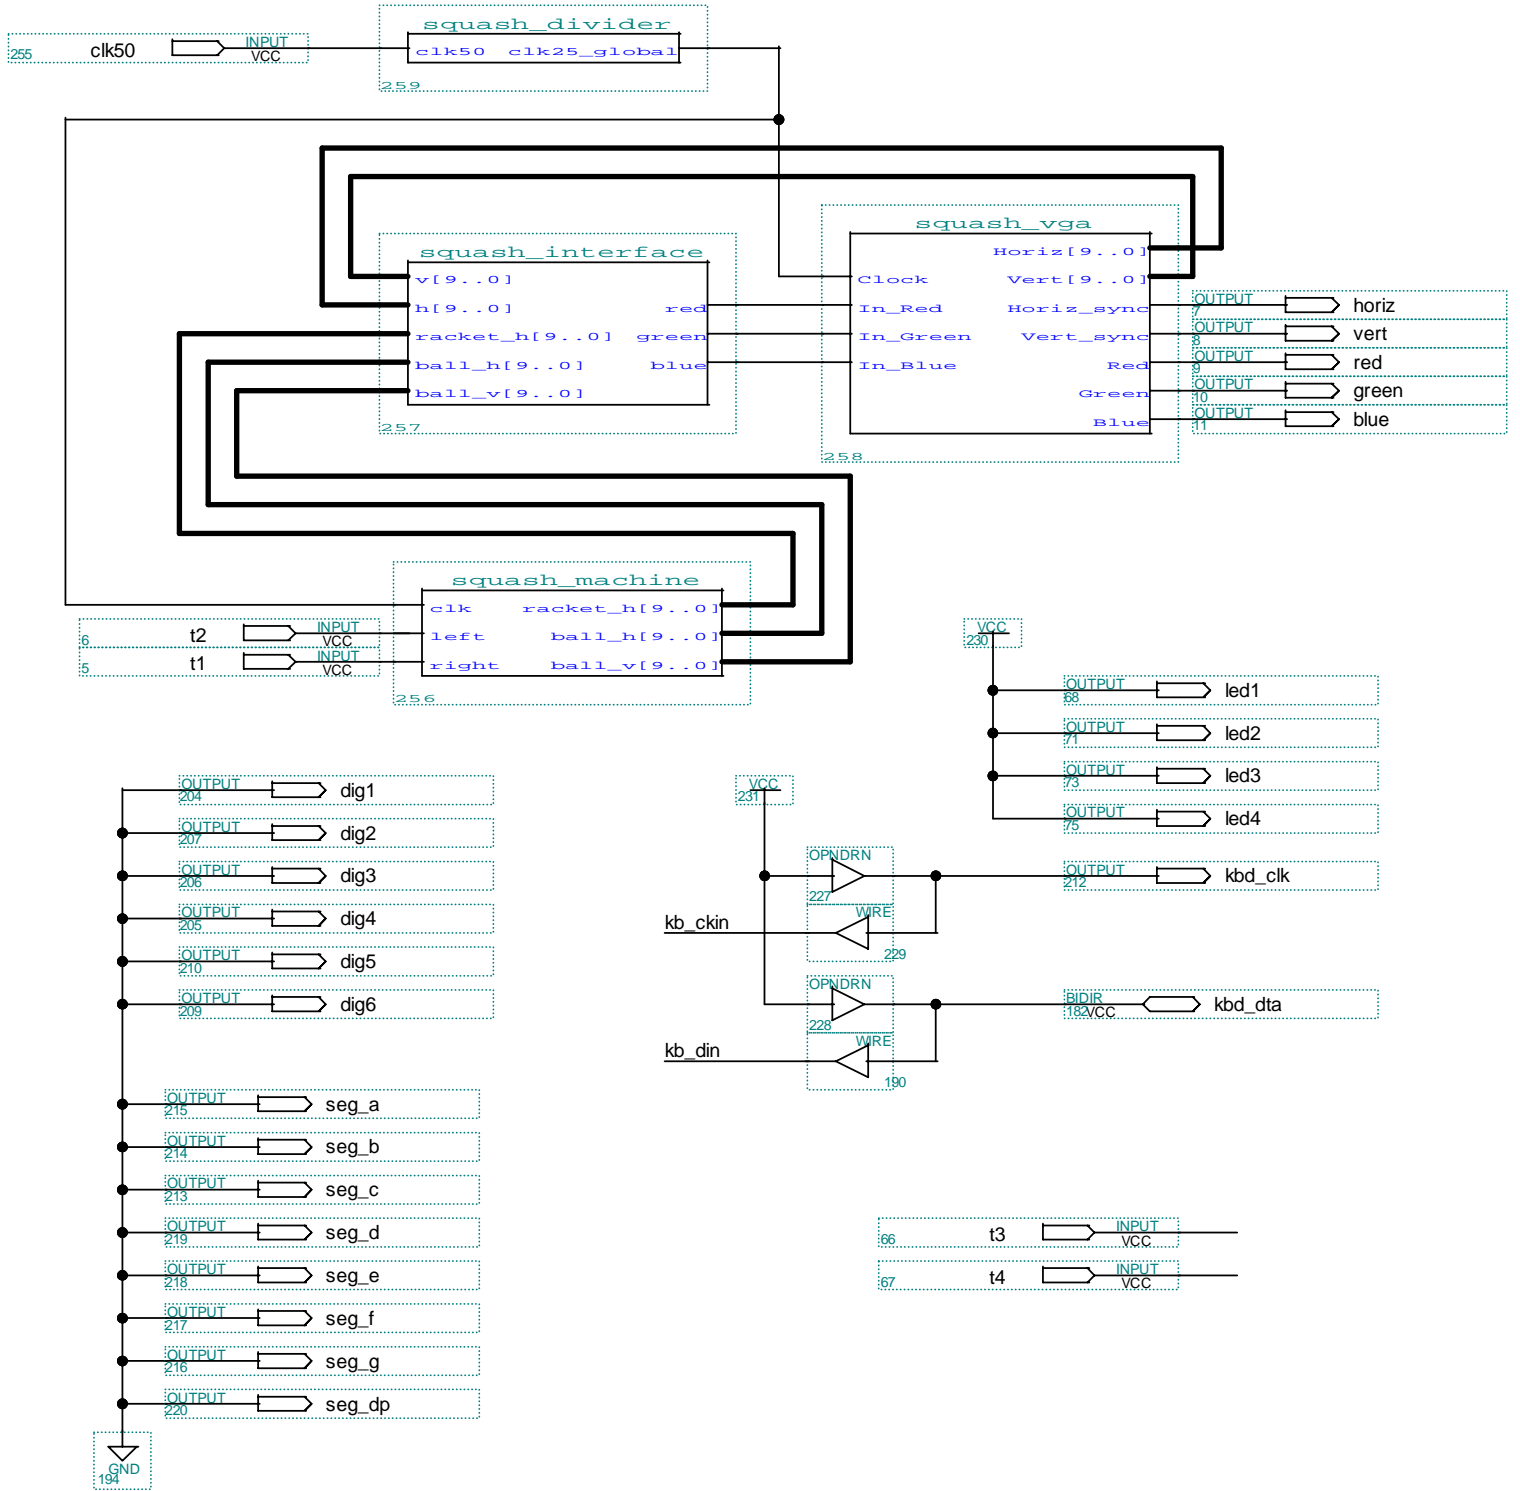 squash_divider
255 clk50 INPUT VCC
clk50 clk25_global
259
squash_interface
v[9..0]
h[9..0] red
racket_h[9..0] green
ball_h[9..0] blue
ball_v[9..0]
257
squash_vga
Horiz[9..0]
Clock Vert[9..0]
In_Red Horiz_sync
In_Green Vert_sync
In_Blue Red
Green
Blue
258
OUTPUT 7 horiz
OUTPUT 8 vert
OUTPUT 9 red
OUTPUT 10 green
OUTPUT 11 blue
squash_machine
clk racket_h[9..0]
left ball_h[9..0]
right ball_v[9..0]
256
6 t2 INPUT VCC
5 t1 INPUT VCC
VCC
230
OUTPUT 68 led1
OUTPUT 71 led2
OUTPUT 73 led3
OUTPUT 75 led4
OUTPUT 204 dig1
OUTPUT 207 dig2
OUTPUT 206 dig3
OUTPUT 205 dig4
OUTPUT 210 dig5
OUTPUT 209 dig6
VCC
231
OPNDRN
227
WIRE
kb_ckin
229
OUTPUT 212 kbd_clk
OPNDRN
228
WIRE
kb_din
190
BIDIR 182 VCC kbd_dta
OUTPUT 215 seg_a
OUTPUT 214 seg_b
OUTPUT 213 seg_c
OUTPUT 219 seg_d
OUTPUT 218 seg_e
OUTPUT 217 seg_f
OUTPUT 216 seg_g
OUTPUT 220 seg_dp
66 t3 INPUT VCC
67 t4 INPUT VCC
GND
194